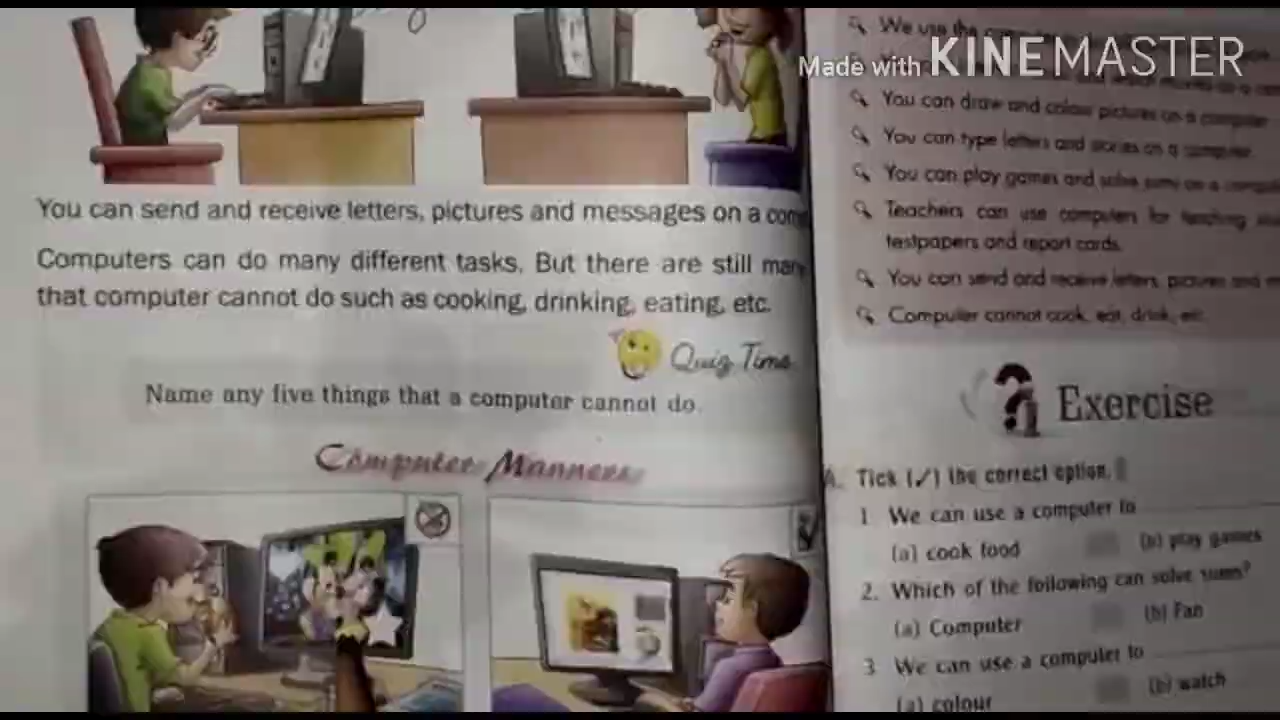 You can send and receive letters, pictures and messages on a
Computers can do many different tasks. But there are still
that computer cannot do such as cooking, drinking, eating, etc.
Quiz Time
Name any five things that a computer cannot do.
Computer Manners
Made with KINEMASTER
We use the
You can draw and colour pictures on a computer
You can type letters and stories on a computer.
You can play games and solve sums on a
Teachers can use computers for teaching
testpapers and report cards.
You can send and receive letters, pictures and
Computer cannot cook, eat, drink, etc.
Exercise
A. Tick (✓) the correct option.
1 We can use a computer to
(a) cook food (b) play games
2. Which of the following can solve sums?
(a) Computer (b) Fan
3 We can use a computer to
(a) colour (b) watch